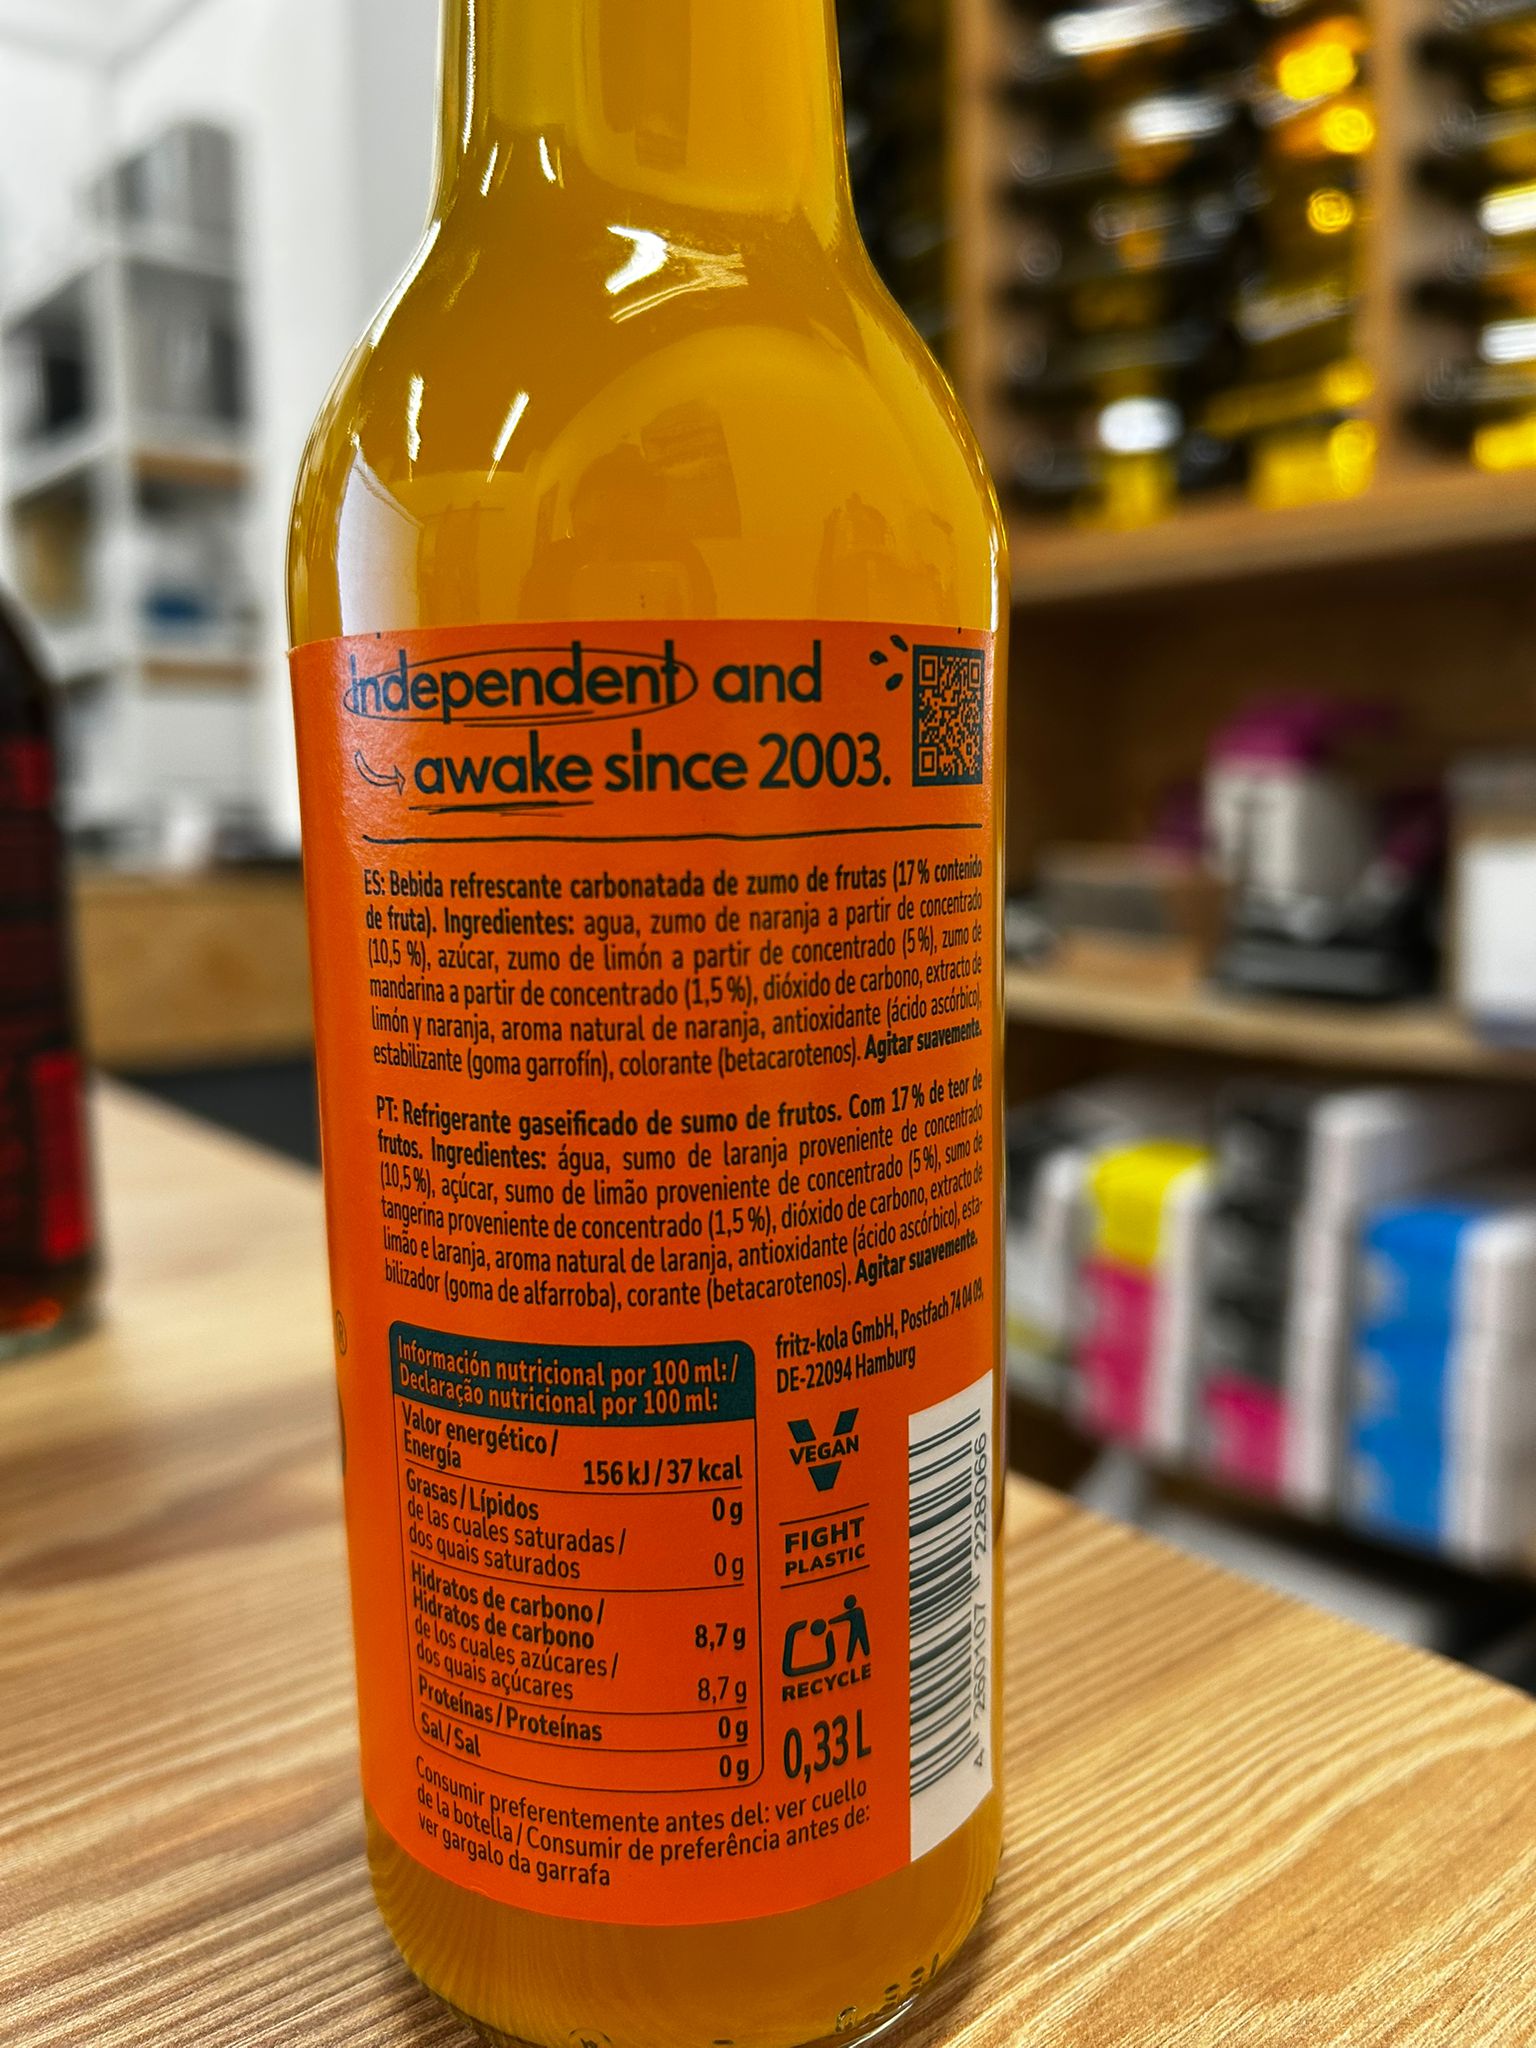 independent and
awake since 2003.
ES: Bebida refrescante carbonatada de zumo de frutas (17% contenido
de fruta). Ingredientes: agua, zumo de naranja a partir de concentrado
(10,5 %), azúcar, zumo de limón a partir de concentrado (5%), zumo de
mandarina a partir de concentrado (1,5%), dióxido de carbono, extracto de
limón y naranja, aroma natural de naranja, antioxidante (ácido ascórbico),
estabilizante (goma garrofín), colorante (betacarotenos). Agitar suavemente.
PT: Refrigerante gaseificado de sumo de frutos. Com 17% de teor de
frutos. Ingredientes: água, sumo de laranja proveniente de concentrado
(10,5%), açúcar, sumo de limão proveniente de concentrado (5%), sumo de
tangerina proveniente de concentrado (1,5%), dióxido de carbono, extracto de
limão e laranja, aroma natural de laranja, antioxidante (ácido ascórbico), esta-
bilizador (goma de alfarroba), corante (betacarotenos). Agitar suavemente.
fritz-kola GmbH, Postfach 74 04 09,
DE-22094 Hamburg
Información nutricional por 100 ml:/
Declaração nutricional por 100 ml:
Valor energético/
Energía 156 kJ/37 kcal
Grasas/Lípidos 0 g
de las cuales saturadas/
dos quais saturados 0 g
Hidratos de carbono/
Hidratos de carbono 8,7 g
de los cuales azúcares/
dos quais açúcares 8,7 g
Proteínas/Proteínas 0 g
Sal/Sal 0 g
VEGAN
FIGHT
PLASTIC
RECYCLE
0,33 L
4 260107 228066
Consumir preferentemente antes del: ver cuello
de la botella/Consumir de preferência antes de:
ver gargalo da garrafa
®